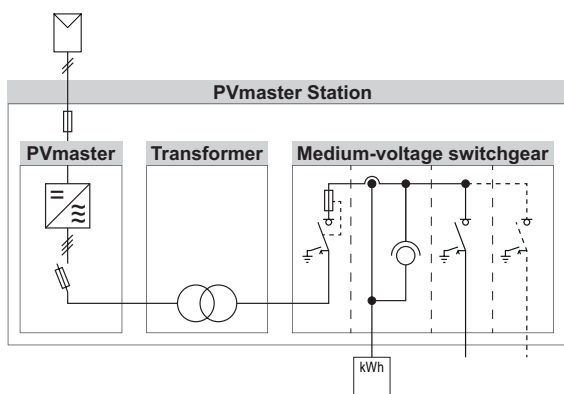 PVmaster Station
PVmaster
Transformer
Medium-voltage switchgear
kWh